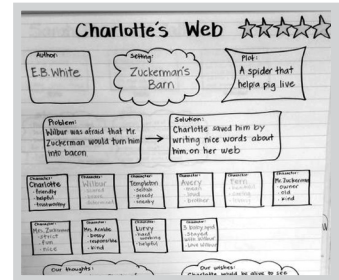 Charlotte's Web
Author:
E.B. White
Setting:
Zuckerman's
Barn
Plot:
A spider that
helps a pig live
Problem:
Wilbur was afraid that Mr.
Zuckerman would turn him
into bacon
Solution:
Charlotte saved him by
writing nice words about
him, on her web
Character:
Charlotte
- friendly
- helpful
- trustworthy
Character:
Wilbur
Character:
Templeton
- selfish
- greedy
- sneaky
Character:
Avery
- loud
- brother
Character:
Fern
- caring
Character:
Mr. Zuckerman
- owner
- old
- kind
Character:
Mrs. Zuckerman
- strict
- fun
- nice
Character:
Mrs. Arable
- bossy
- responsible
- kind
Character:
Lurvy
- hard
working
- helpful
Character:
3 baby
stayed
with Wilbur
Our thoughts:
Our wishes:
Charlotte would be alive to see